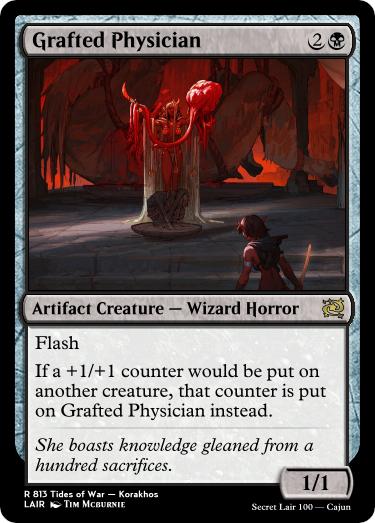 Grafted Physician 2
Artifact Creature — Wizard Horror
Flash
If a +1/+1 counter would be put on
another creature, that counter is put
on Grafted Physician instead.
She boasts knowledge gleaned from a
hundred sacrifices.
1/1
R 813 Tides of War — Korakhos
LAIR Tim McBurnie
Secret Lair 100 — Cajun